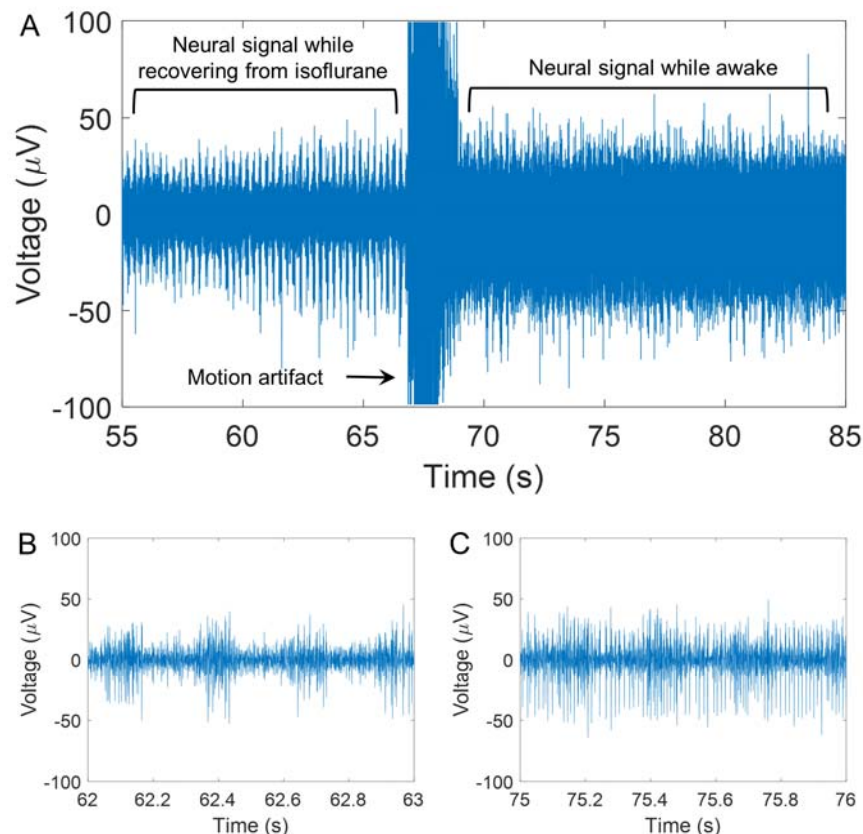 A
Neural signal while
recovering from isoflurane
Neural signal while awake
Motion artifact
Voltage (μV)
100
50
0
-50
-100
55
60
65
70
75
80
85
Time (s)
B
Voltage (μV)
100
50
0
-50
-100
62
62.2
62.4
62.6
62.8
63
Time (s)
C
Voltage (μV)
100
50
0
-50
-100
75
75.2
75.4
75.6
75.8
76
Time (s)